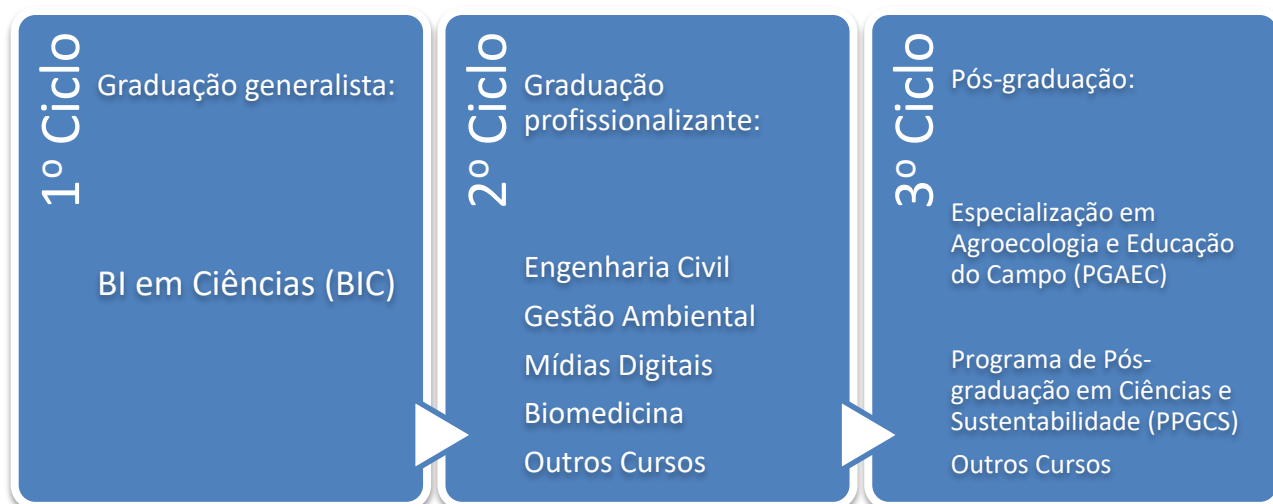 1º Ciclo
Graduação generalista:
BI em Ciências (BIC)
2º Ciclo
Graduação
profissionalizante:
Engenharia Civil
Gestão Ambiental
Mídias Digitais
Biomedicina
Outros Cursos
3º Ciclo
Pós-graduação:
Especialização em
Agroecologia e Educação
do Campo (PGAEC)
Programa de Pós-
graduação em Ciências e
Sustentabilidade (PPGCS)
Outros Cursos